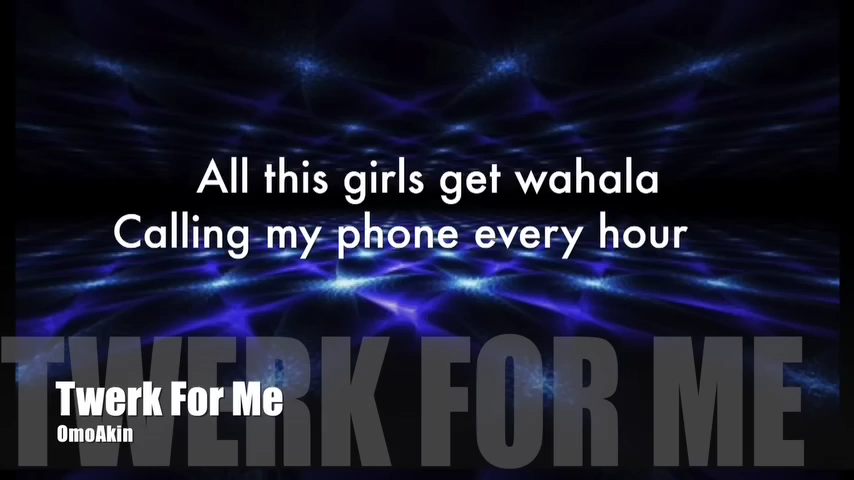 All this girls get wahala
Calling my phone every hour
TWERK FOR ME
Twerk For Me
OmoAkin